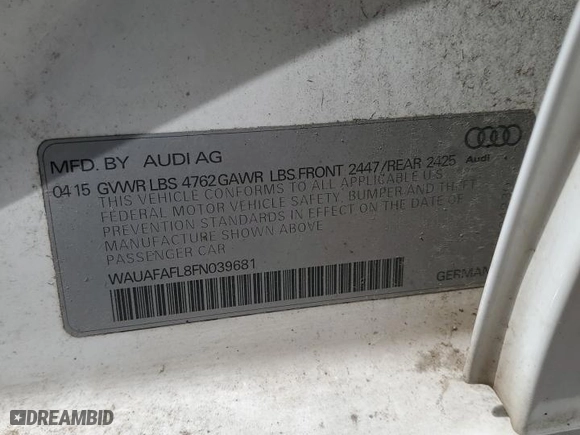 MFD. BY AUDI AG
04 15 GVWR LBS 4762 GAWR LBS.FRONT 2447/REAR 2425
Audi
THIS VEHICLE CONFORMS TO ALL APPLICABLE U.S.
FEDERAL MOTOR VEHICLE SAFETY, BUMPER AND THEFT
PREVENTION STANDARDS IN EFFECT ON THE DATE OF
MANUFACTURE SHOWN ABOVE
PASSENGER CAR
WAUAFAFL8FN039681
GERMAN
DREAMBID